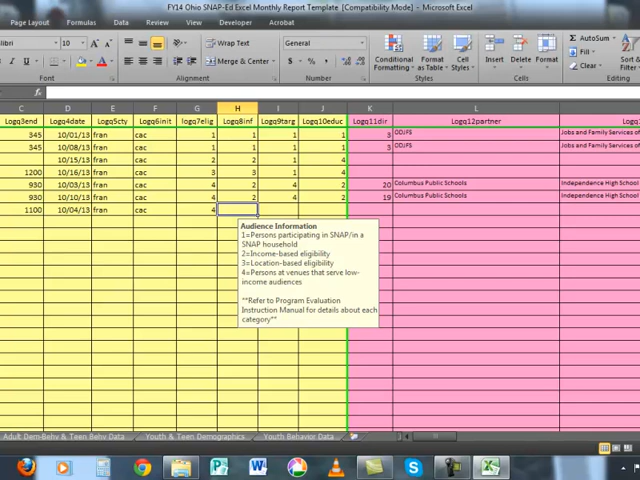 FY14 Ohio SNAP-Ed Excel Monthly Report Template [Compatibility Mode] - Microsoft Excel
Page Layout Formulas Data Review View Developer Acrobat
10 Wrap Text General AutoSum
Fill
Merge & Center Conditional Formatting Format as Table Cell Styles Insert Delete Format Clear
Font Alignment Number Styles Cells
C D E F G H I J K L
Logq3end Logq4date Logq5cty Logq6init logq7elig Logq8inf Logq9targ Logq10educ Logq11dir Logq12partner
345 10/01/13 fran cac 1 1 1 1 3 ODJFS Jobs and Family Services of
345 10/08/13 fran cac 1 1 1 1 3 ODJFS Jobs and Family Services of
10/15/13 fran cac 2 2 1 4
1200 10/16/13 fran cac 3 3 1 4
930 10/03/13 fran cac 4 2 4 2 20 Columbus Public Schools Independence High School
930 10/10/13 fran cac 4 2 4 2 19 Columbus Public Schools Independence High School
1100 10/04/13 fran cac 4
Audience Information
1=Persons participating in SNAP/in a
SNAP household
2=Income-based eligibility
3=Location-based eligibility
4=Persons at venues that serve low-
income audiences
**Refer to Program Evaluation
Instruction Manual for details about each
category**
Adult Dem-Behv & Teen Behv Data Youth & Teen Demographics Youth Behavior Data